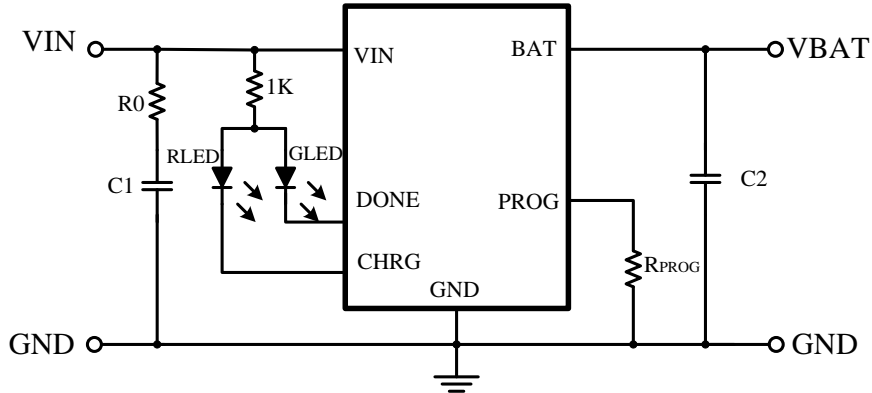 VIN
VIN
BAT
VBAT
1K
R0
RLED
GLED
C1
DONE
PROG
C2
CHRG
RPROG
GND
GND
GND